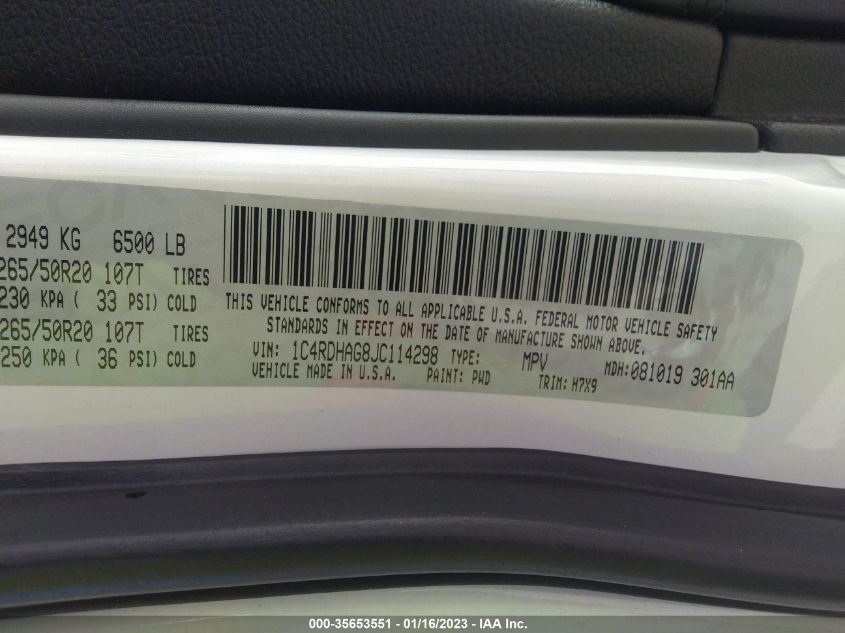 2949 KG 6500 LB
265/50R20 107T TIRES
230 KPA ( 33 PSI) COLD
265/50R20 107T TIRES
250 KPA ( 36 PSI) COLD
THIS VEHICLE CONFORMS TO ALL APPLICABLE U.S.A. FEDERAL MOTOR VEHICLE SAFETY
STANDARDS IN EFFECT ON THE DATE OF MANUFACTURE SHOWN ABOVE.
VIN: 1C4RDHAG8JC114298 TYPE: MPV MDH:081019 301AA
VEHICLE MADE IN U.S.A. PAINT: PWD TRIM: H7X9
000-35653551 - 01/16/2023 - IAA Inc.